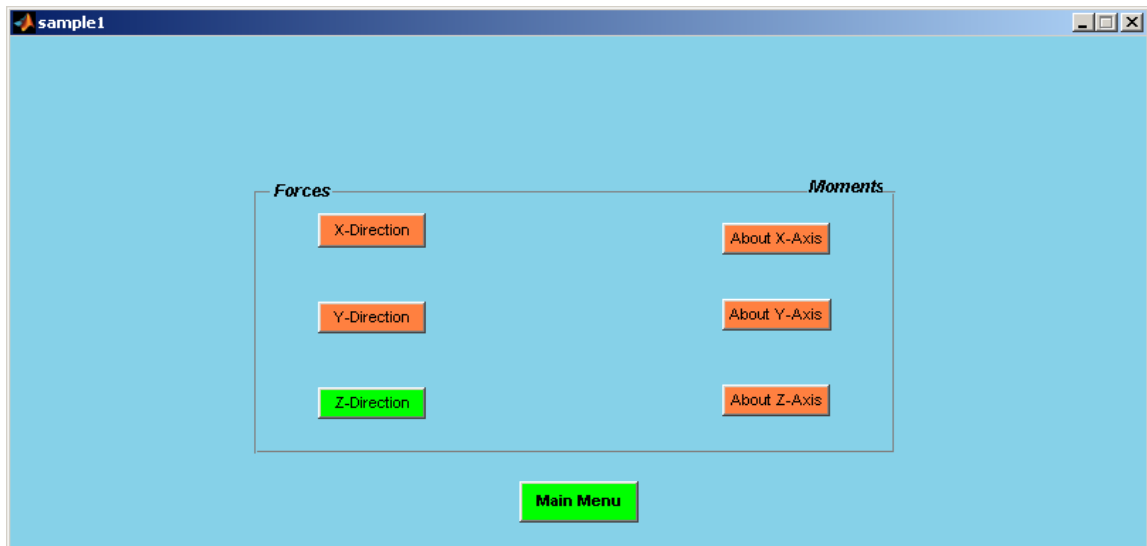 sample1
Forces
Moments
X-Direction
About X-Axis
Y-Direction
About Y-Axis
Z-Direction
About Z-Axis
Main Menu